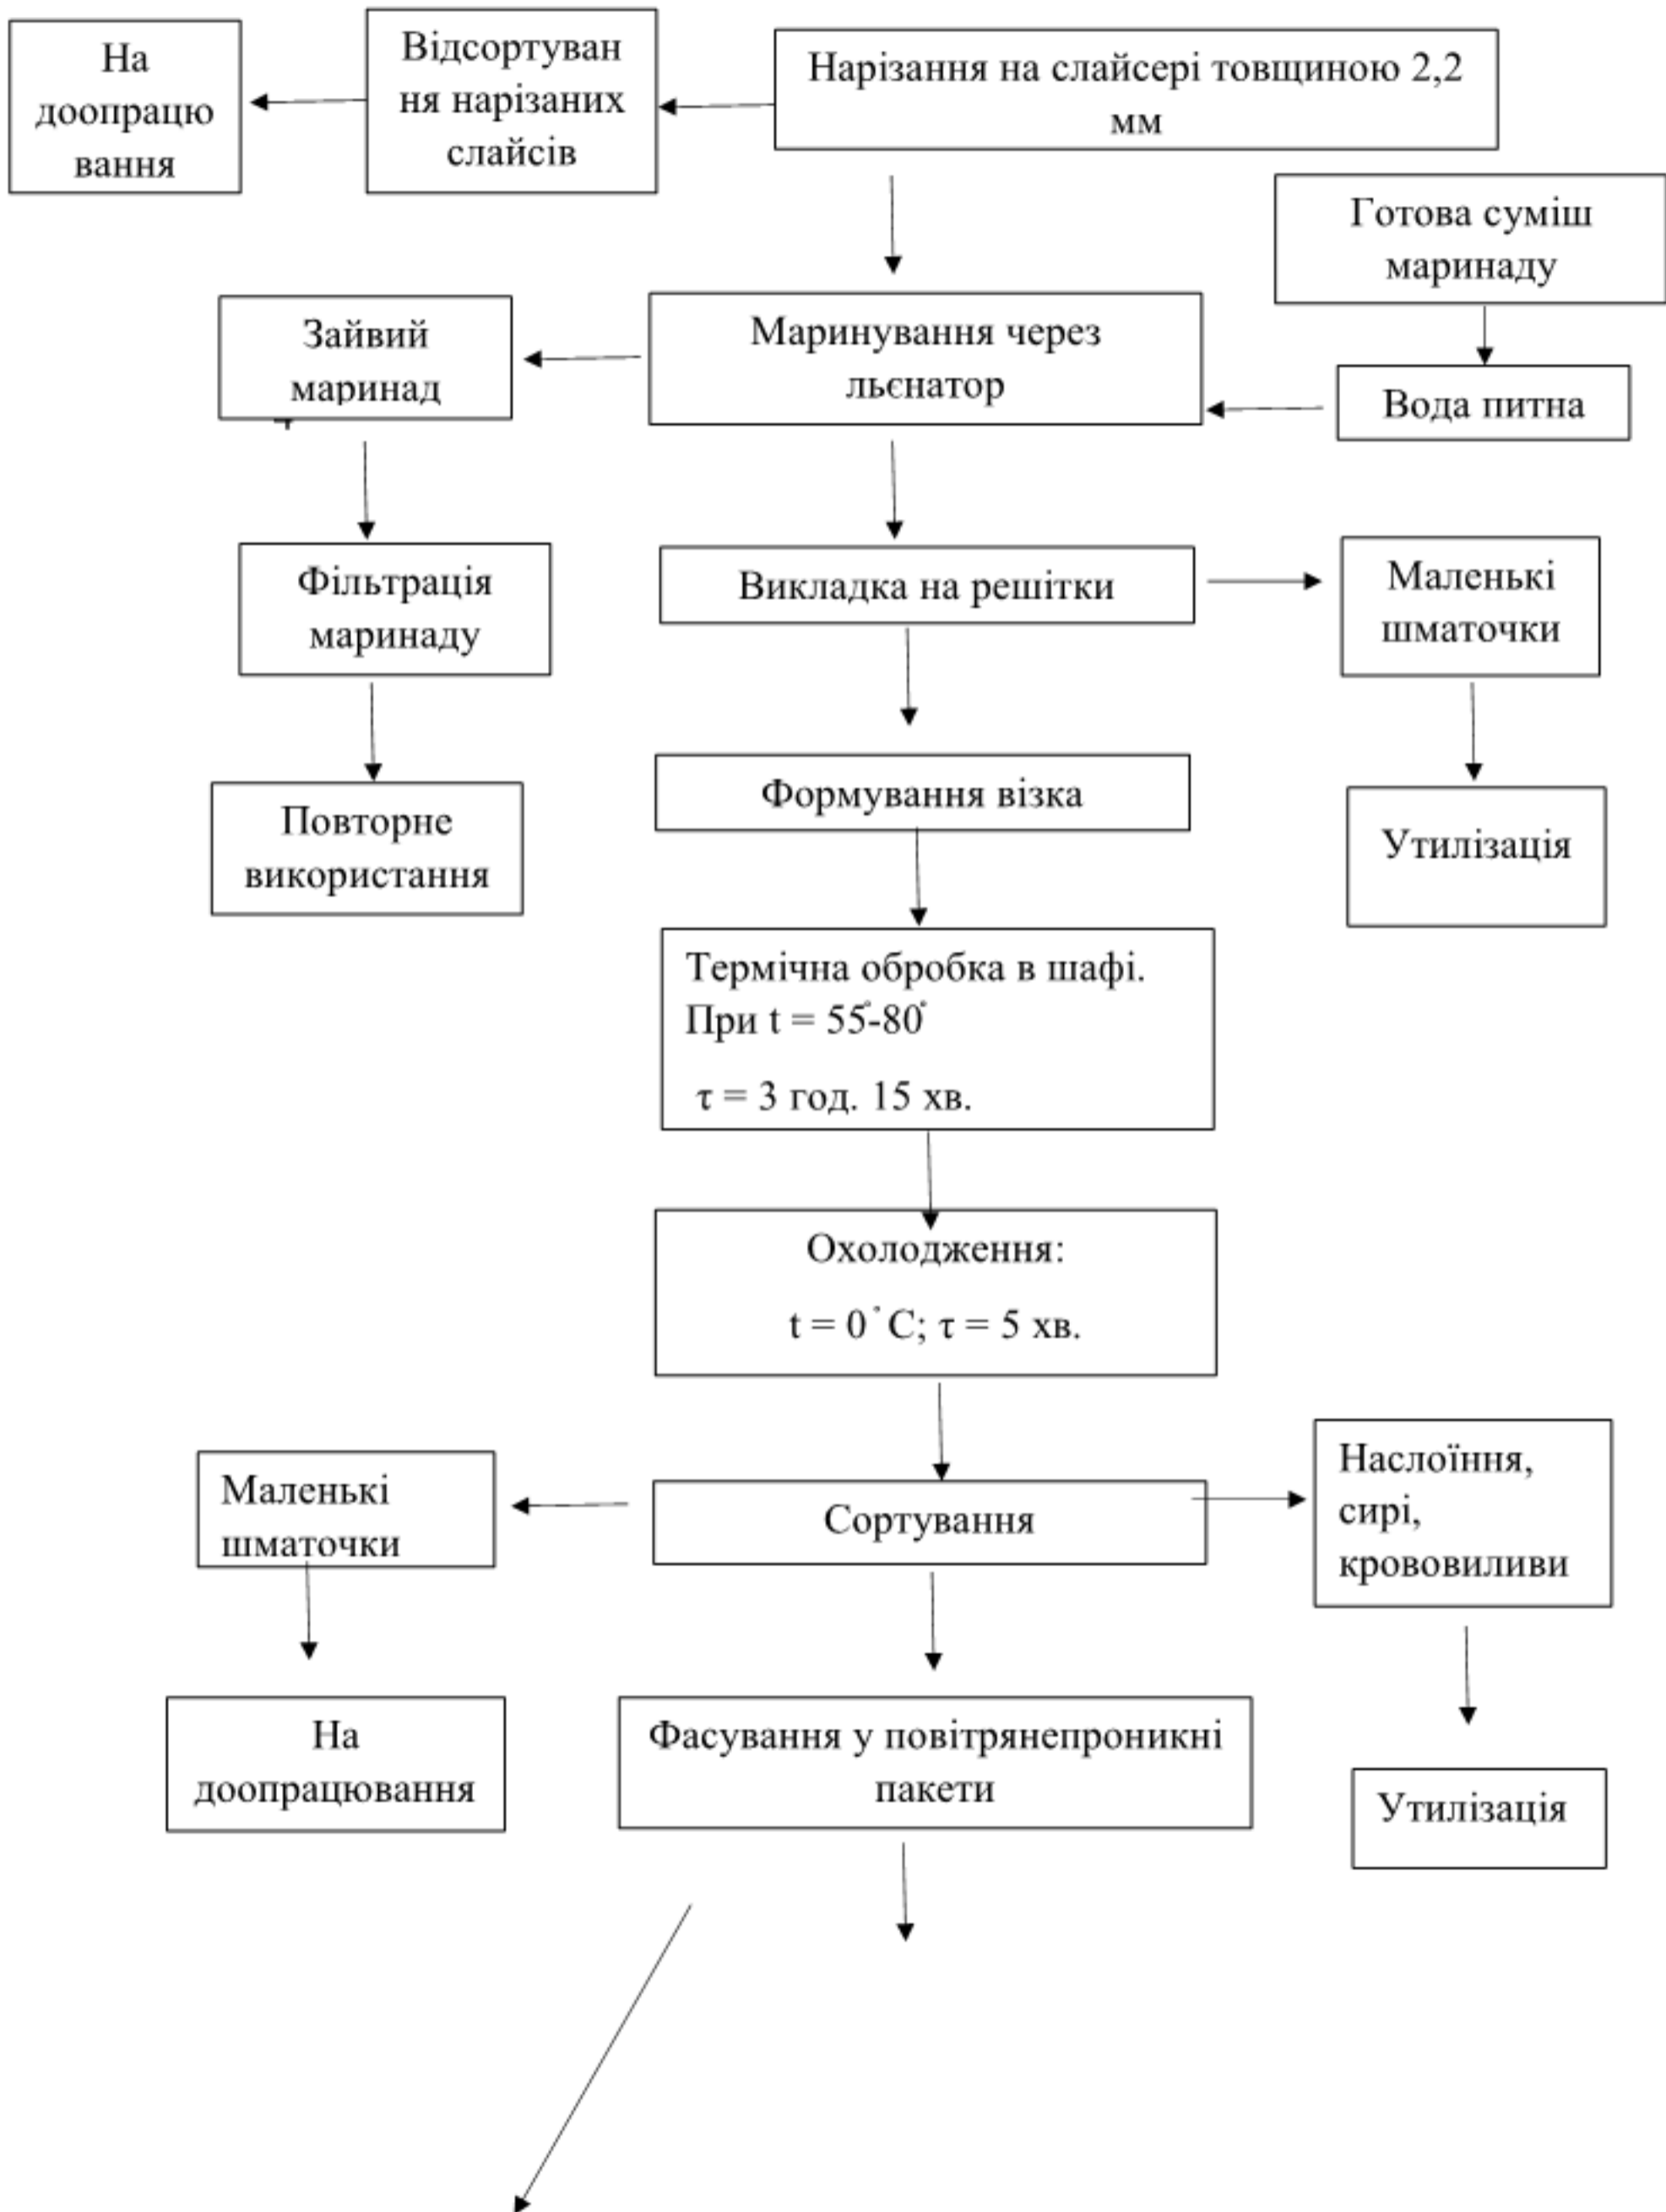 На
доопрацю
вання
Відсортуван
ня нарізаних
слайсів
Нарізання на слайсері товщиною 2,2
мм
Готова суміш
маринаду
Зайвий
маринад
Маринування через
льєнатор
Вода питна
Фільтрація
маринаду
Викладка на решітки
Маленькі
шматочки
Повторне
використання
Формування візка
Утилізація
Термічна обробка в шафі.
При t = 55°-80°
τ = 3 год. 15 хв.
Охолодження:
t = 0 ° C; τ = 5 хв.
Маленькі
шматочки
Сортування
Наслоїння,
сирі,
крововиливи
На
доопрацювання
Фасування у повітрянепроникні
пакети
Утилізація